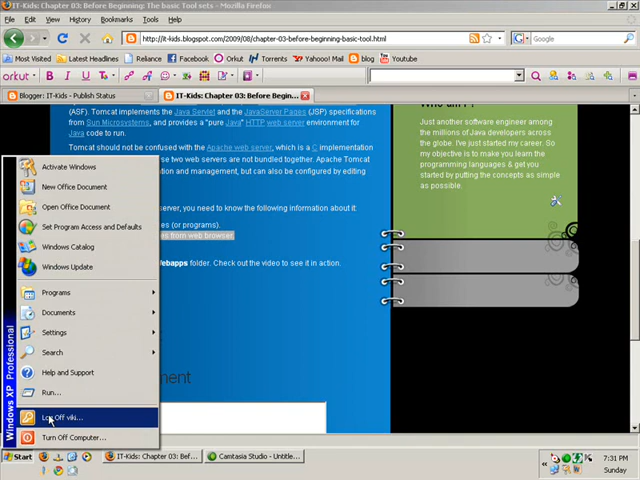 IT-Kids: Chapter 03: Before Beginning: The basic Tool sets - Mozilla Firefox
File Edit View History Bookmarks Tools Help
http://it-kids.blogspot.com/2009/08/chapter-03-before-beginning-basic-tool.html
Google
Most Visited Latest Headlines Reliance Facebook Gmail Orkut Torrents Yahoo! Mail blog Youtube
orkut B I U
Blogger: IT-Kids - Publish Status
IT-Kids: Chapter 03: Before Begin...
(ASF). Tomcat implements the Java Servlet and the JavaServer Pages (JSP) specifications
from Sun Microsystems, and provides a "pure Java" HTTP web server environment for
Java code to run.
Tomcat should not be confused with the Apache web server, which is a C implementation
se two web servers are not bundled together. Apache Tomcat
ation and management, but can also be configured by editing
server, you need to know the following information about it:
es (or programs).
es from web browser.
Webapps folder. Check out the video to see it in action.
ment
Who am I?
Just another software engineer among
the millions of Java developers across
the globe. I've just started my career. So
my objective is to make you learn the
programming languages & get you
started by putting the concepts as simple
as possible.
Windows XP Professional
Activate Windows
New Office Document
Open Office Document
Set Program Access and Defaults
Windows Catalog
Windows Update
Programs
Documents
Settings
Search
Help and Support
Run...
Log Off viki...
Turn Off Computer...
Start
IT-Kids: Chapter 03: Bef...
Camtasia Studio - Untitle...
7:31 PM
Sunday